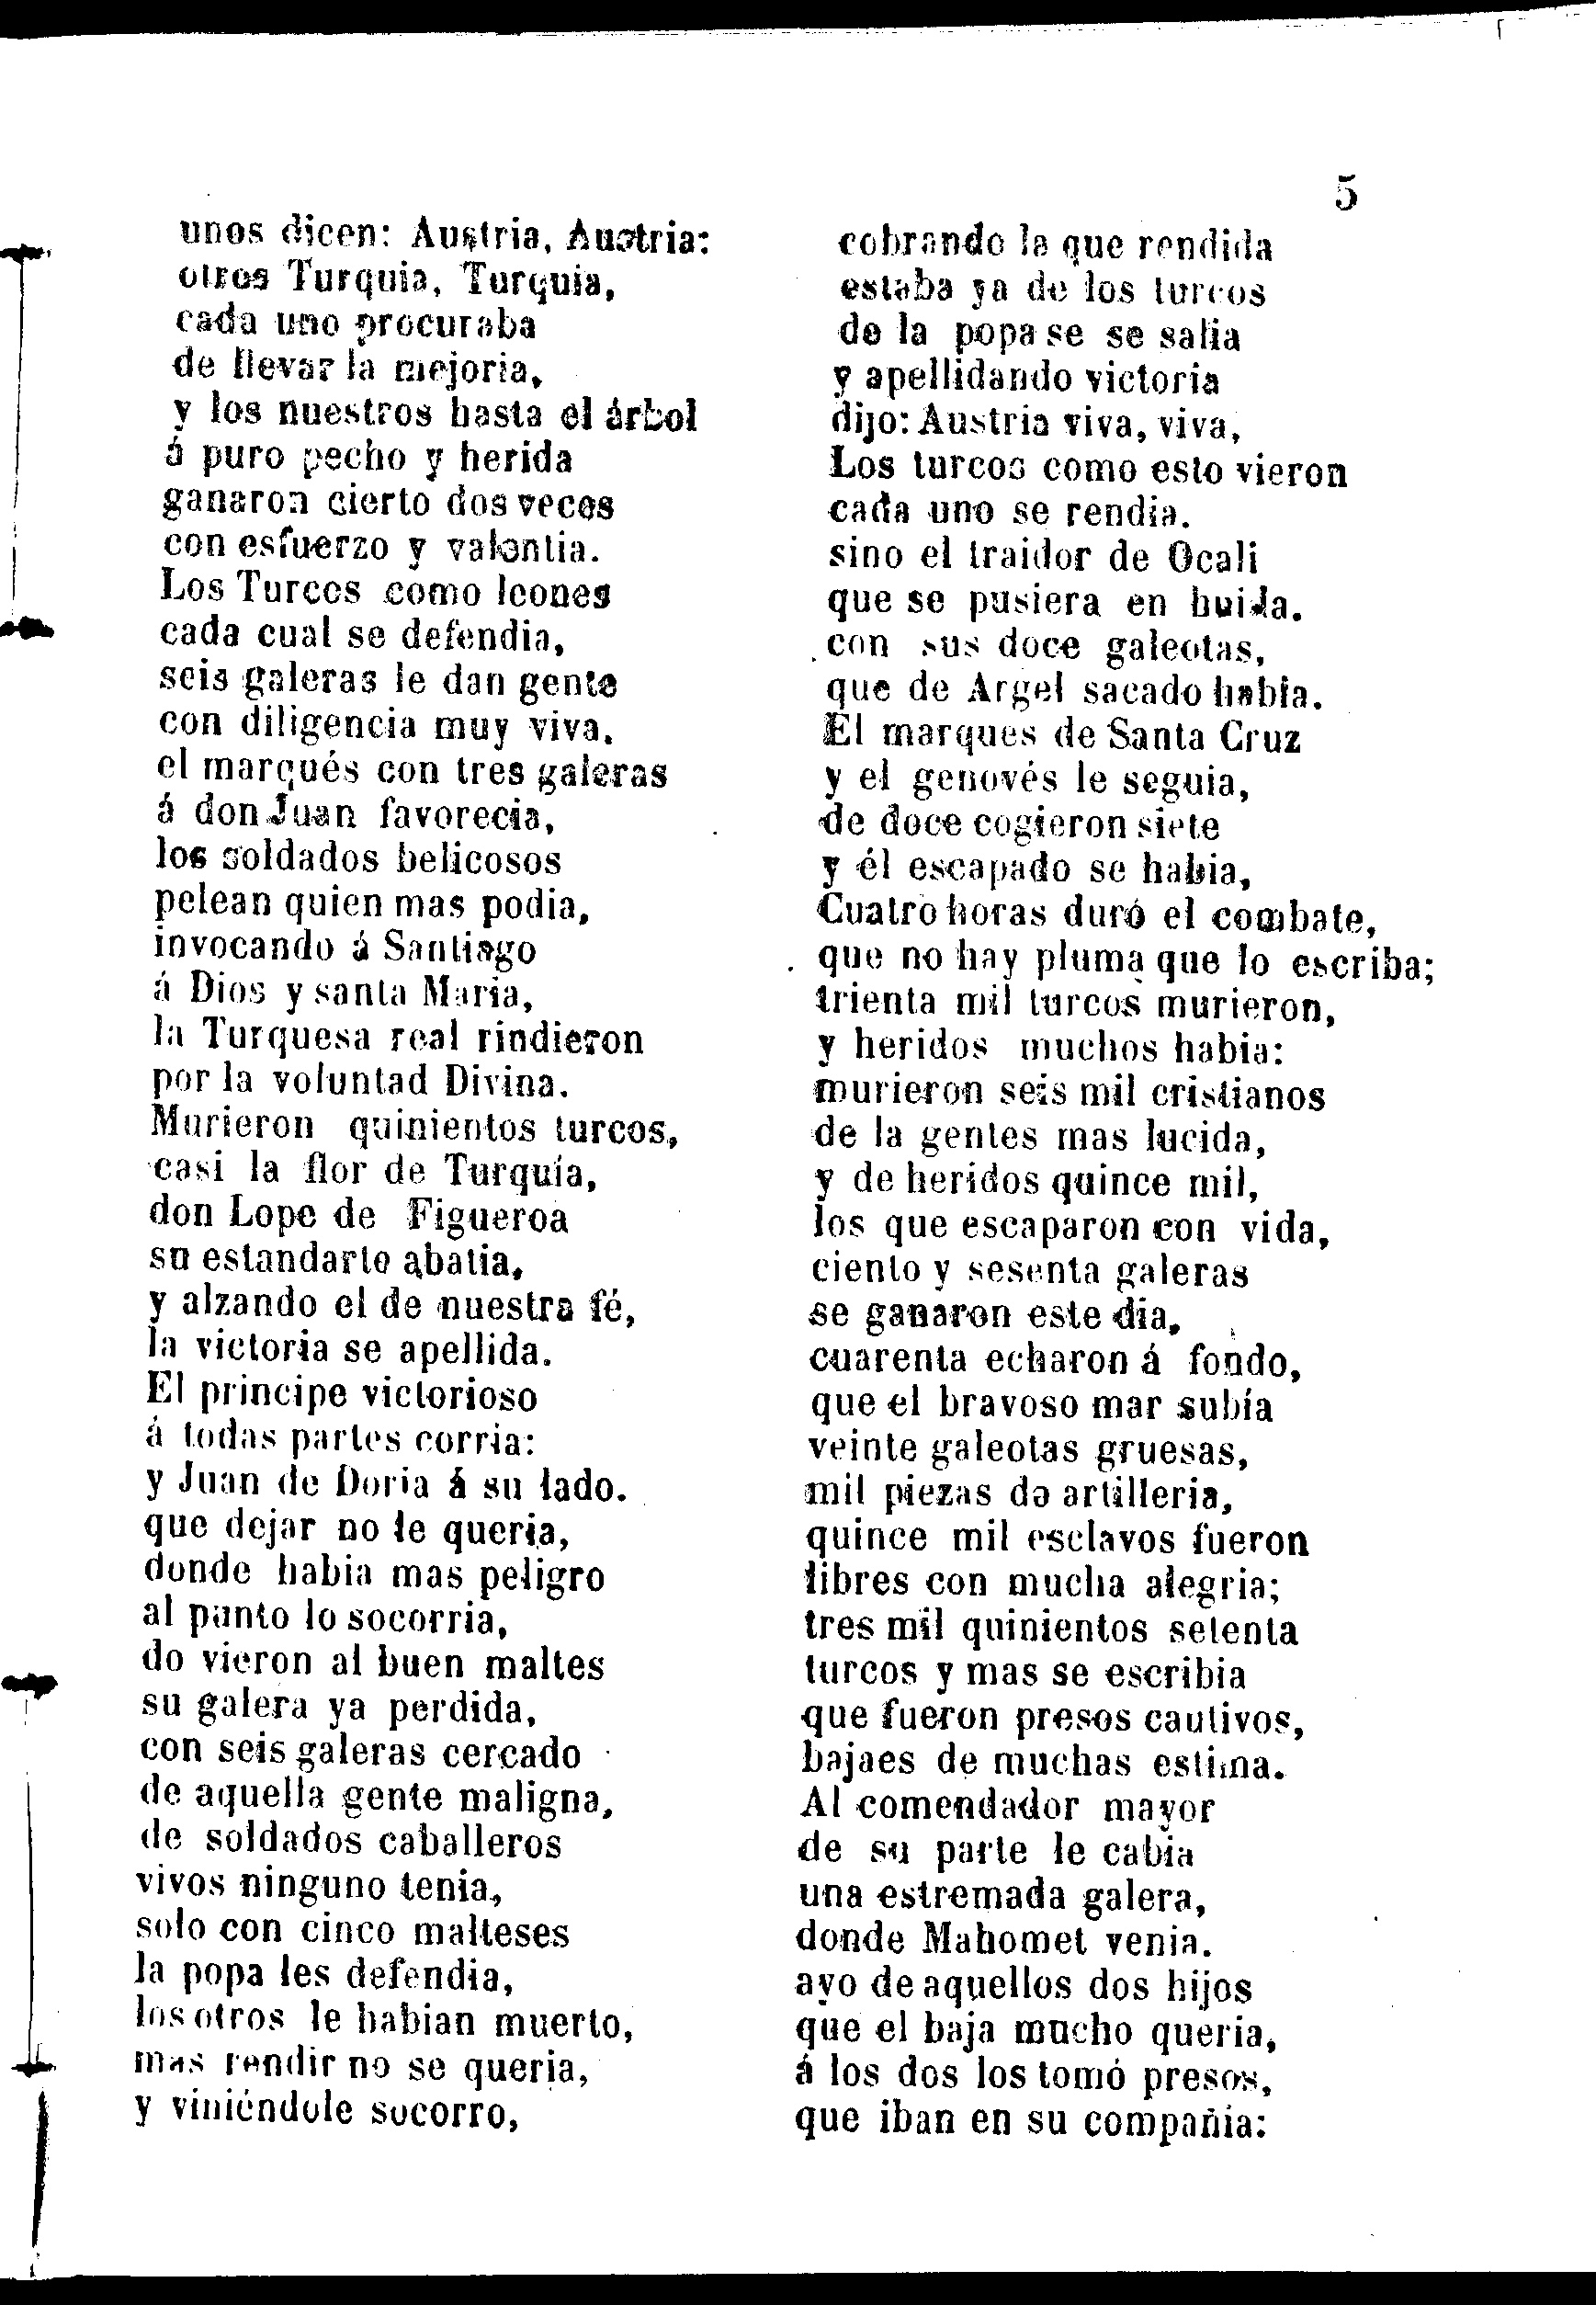 5
unos dicen: Austria, Austria:
otros Turquia, Turquia,
cada uno procuraba
de llevar la mejoria,
y los nuestros hasta el árbol
á puro pecho y herida
ganaron cierto dos veces
con esfuerzo y valentia.
Los Turcos como leones
cada cual se defendia,
seis galeras le dan gente
con diligencia muy viva.
el marqués con tres galeras
á don Juan favorecia,
los soldados belicosos
pelean quien mas podia,
invocando á Santiago
á Dios y santa Maria,
la Turquesa real rindieron
por la voluntad Divina.
Murieron quinientos turcos,
casi la flor de Turquía,
don Lope de Figueroa
su estandarte abatia,
y alzando el de nuestra fé,
la victoria se apellida.
El principe victorioso
á todas partes corria:
y Juan de Doria á su lado.
que dejar no le queria,
donde habia mas peligro
al punto lo socorria,
do vieron al buen maltes
su galera ya perdida,
con seis galeras cercado
de aquella gente maligna,
de soldados caballeros
vivos ninguno tenia,
solo con cinco malteses
la popa les defendia,
los otros le habian muerto,
mas rendir no se queria,
y viniéndole socorro,
cobrando la que rendida
estaba ya de los turcos
de la popa se se salia
y apellidando victoria
dijo: Austria viva, viva,
Los turcos como esto vieron
cada uno se rendia.
sino el traidor de Ocali
que se pusiera en huida.
con sus doce galeotas,
que de Argel sacado habia.
El marques de Santa Cruz
y el genovés le seguia,
de doce cogieron siete
y él escapado se habia,
Cuatro horas duró el combate,
que no hay pluma que lo escriba;
trienta mil turcos murieron,
y heridos muchos habia:
murieron seis mil cristianos
de la gentes mas lucida,
y de heridos quince mil,
los que escaparon con vida,
ciento y sesenta galeras
se ganaron este dia,
cuarenta echaron á fondo,
que el bravoso mar subía
veinte galeotas gruesas,
mil piezas de artilleria,
quince mil esclavos fueron
libres con mucha alegria;
tres mil quinientos setenta
turcos y mas se escribia
que fueron presos cautivos,
bajaes de muchas estima.
Al comendador mayor
de su parte le cabia
una estremada galera,
donde Mahomet venia.
ayo de aquellos dos hijos
que el baja mucho queria,
á los dos los tomó presos,
que iban en su compañia: